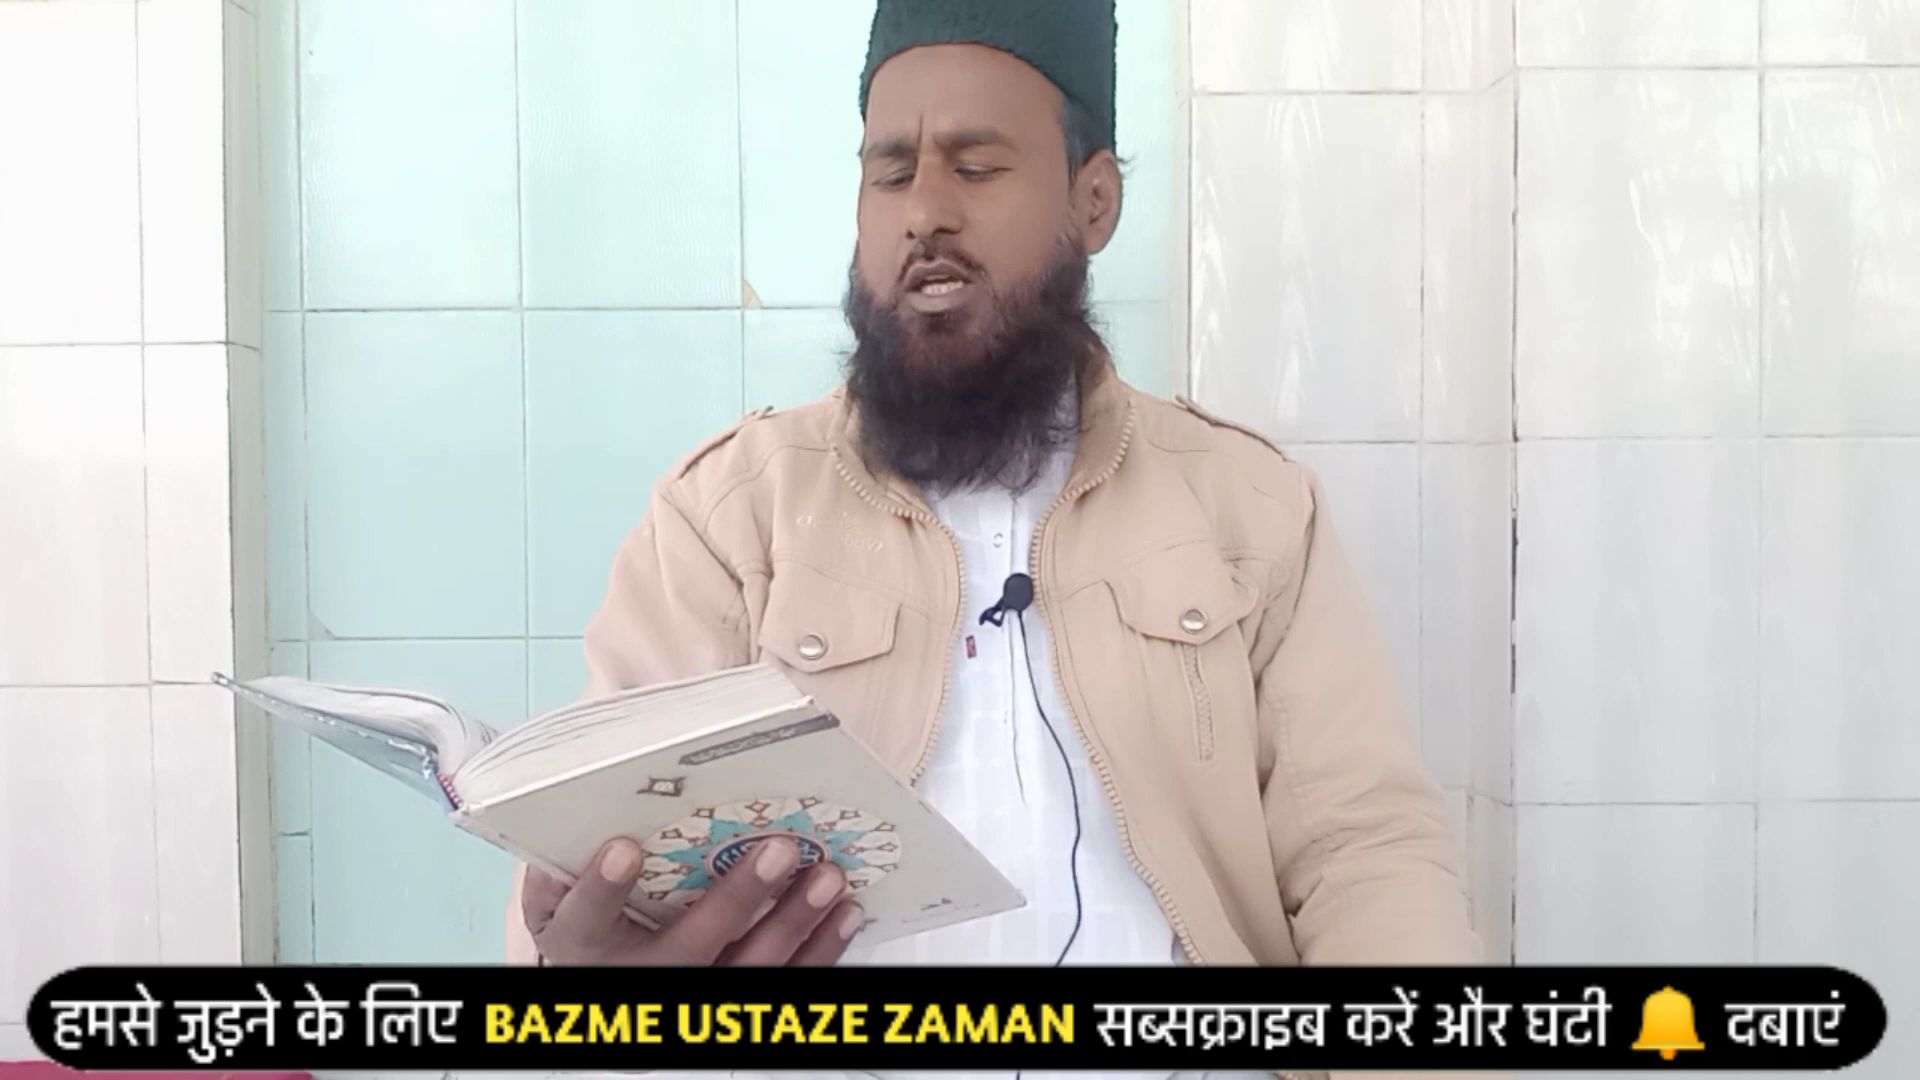 हमसे जुड़ने के लिए BAZME USTAZE ZAMAN सब्सक्राइब करें और घंटी 🔔 दबाएं